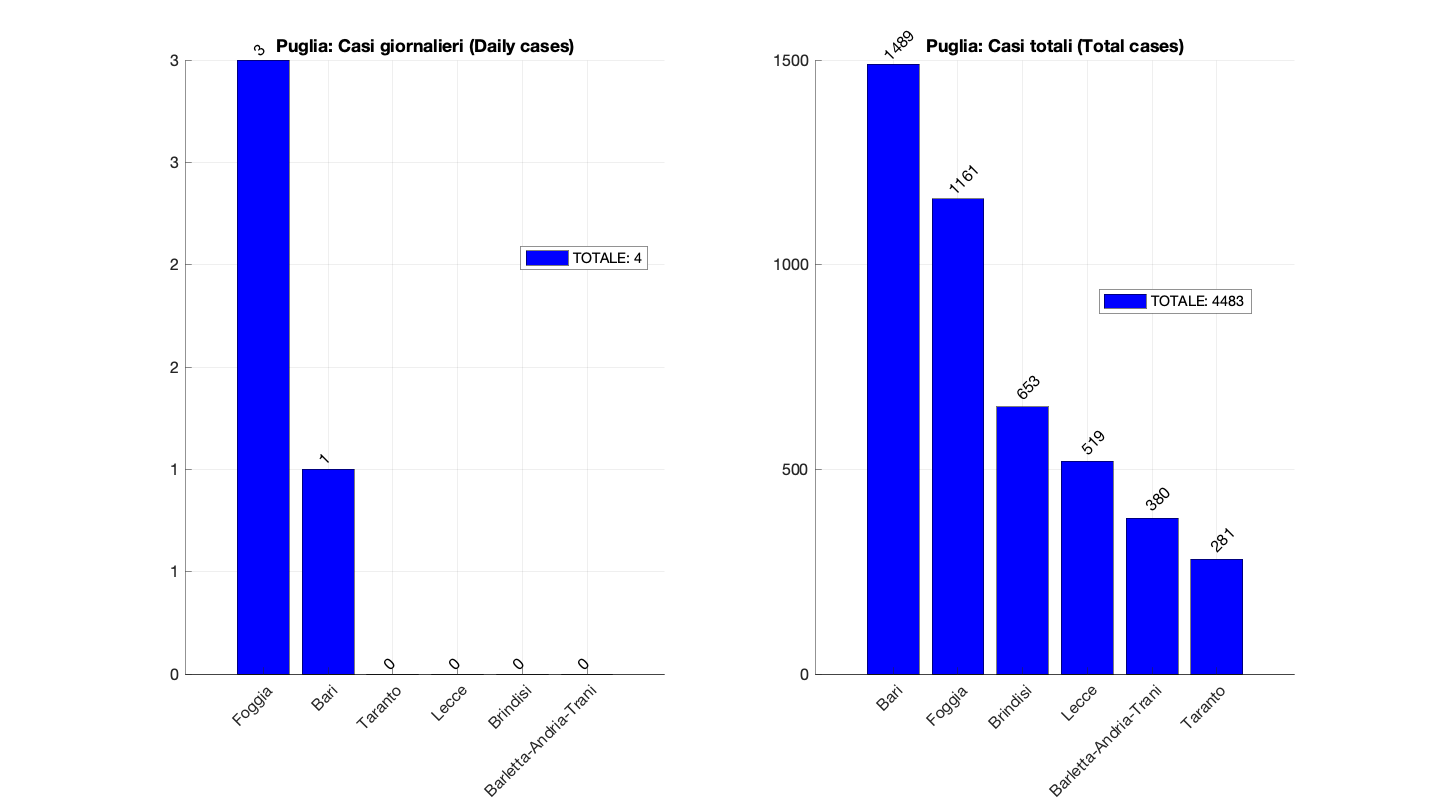 Puglia: Casi giornalieri (Daily cases)
3
3
2
2
1
1
0
3
1
0
0
0
0
TOTALE: 4
Foggia
Bari
Taranto
Lecce
Brindisi
Barletta-Andria-Trani
Puglia: Casi totali (Total cases)
1500
1000
500
0
1489
1161
653
519
380
281
TOTALE: 4483
Bari
Foggia
Brindisi
Lecce
Barletta-Andria-Trani
Taranto